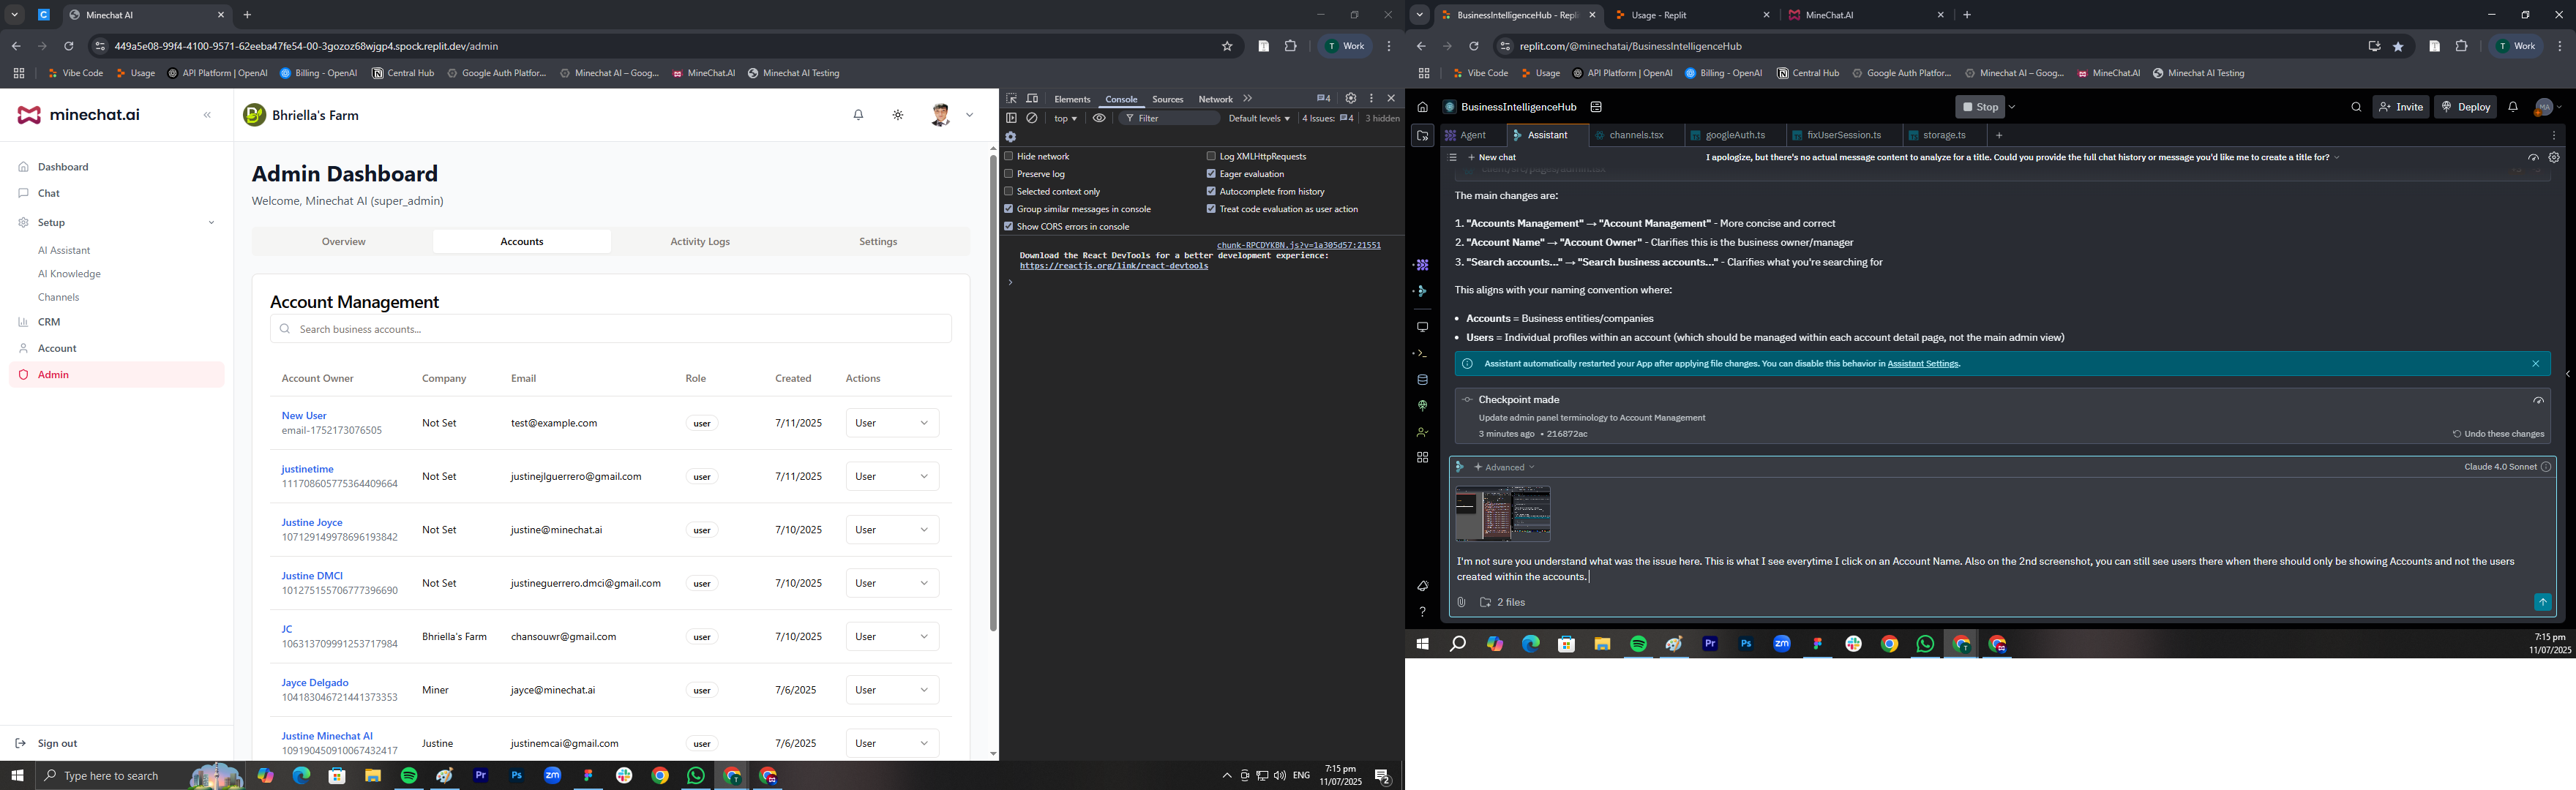 Minechat AI
449a5e08-99f4-4100-9571-62eeba47fe54-00-3gozoz68wjgp4.spock.replit.dev/admin
Work
Vibe Code
Usage
API Platform | OpenAI
Billing - OpenAI
Central Hub
Google Auth Platfor...
Minechat AI – Goog...
MineChat.AI
Minechat AI Testing
minechat.ai
Dashboard
Chat
Setup
AI Assistant
AI Knowledge
Channels
CRM
Account
Admin
Sign out
Bhriella's Farm
Admin Dashboard
Welcome, Minechat AI (super_admin)
Overview
Accounts
Activity Logs
Settings
Account Management
Search business accounts...
Account Owner Company Email Role Created Actions
New User
email-1752173076505
Not Set test@example.com user 7/11/2025 User
justinetime
111708605775364409664
Not Set justinejlguerrero@gmail.com user 7/11/2025 User
Justine Joyce
107129149978696193842
Not Set justine@minechat.ai user 7/10/2025 User
Justine DMCI
101275155706777396690
Not Set justineguerrero.dmci@gmail.com user 7/10/2025 User
JC
106313709991253717984
Bhriella's Farm chansouwr@gmail.com user 7/10/2025 User
Jayce Delgado
104183046721441373353
Miner jayce@minechat.ai user 7/6/2025 User
Justine Minechat AI
109190450910067432417
Justine justinemcai@gmail.com user 7/6/2025 User
Elements Console Sources Network 4
top Filter Default levels 4 Issues: 4 3 hidden
Hide network
Log XMLHttpRequests
Preserve log
Eager evaluation
Selected context only
Autocomplete from history
Group similar messages in console
Treat code evaluation as user action
Show CORS errors in console
chunk-RPCDYKBN.js?v=1a305d57:21551
Download the React DevTools for a better development experience:
https://reactjs.org/link/react-devtools
Type here to search
ENG
7:15 pm
11/07/2025
2
BusinessIntelligenceHub - Repli
Usage - Replit
MineChat.AI
replit.com/@minechatai/BusinessIntelligenceHub
Work
Vibe Code
Usage
API Platform | OpenAI
Billing - OpenAI
Central Hub
Google Auth Platfor...
Minechat AI – Goog...
MineChat.AI
Minechat AI Testing
BusinessIntelligenceHub
Stop
Invite
Deploy
MA
Agent
Assistant
channels.tsx
googleAuth.ts
fixUserSession.ts
storage.ts
New chat
I apologize, but there's no actual message content to analyze for a title. Could you provide the full chat history or message you'd like me to create a title for?
The main changes are:
1. "Accounts Management" → "Account Management" - More concise and correct
2. "Account Name" → "Account Owner" - Clarifies this is the business owner/manager
3. "Search accounts..." → "Search business accounts..." - Clarifies what you're searching for
This aligns with your naming convention where:
• Accounts = Business entities/companies
• Users = Individual profiles within an account (which should be managed within each account detail page, not the main admin view)
Assistant automatically restarted your App after applying file changes. You can disable this behavior in Assistant Settings.
Checkpoint made
Update admin panel terminology to Account Management
3 minutes ago • 216872ac
Undo these changes
Advanced
Claude 4.0 Sonnet
I'm not sure you understand what was the issue here. This is what I see everytime I click on an Account Name. Also on the 2nd screenshot, you can still see users there when there should only be showing Accounts and not the users
created within the accounts.
2 files
7:15 pm
11/07/2025